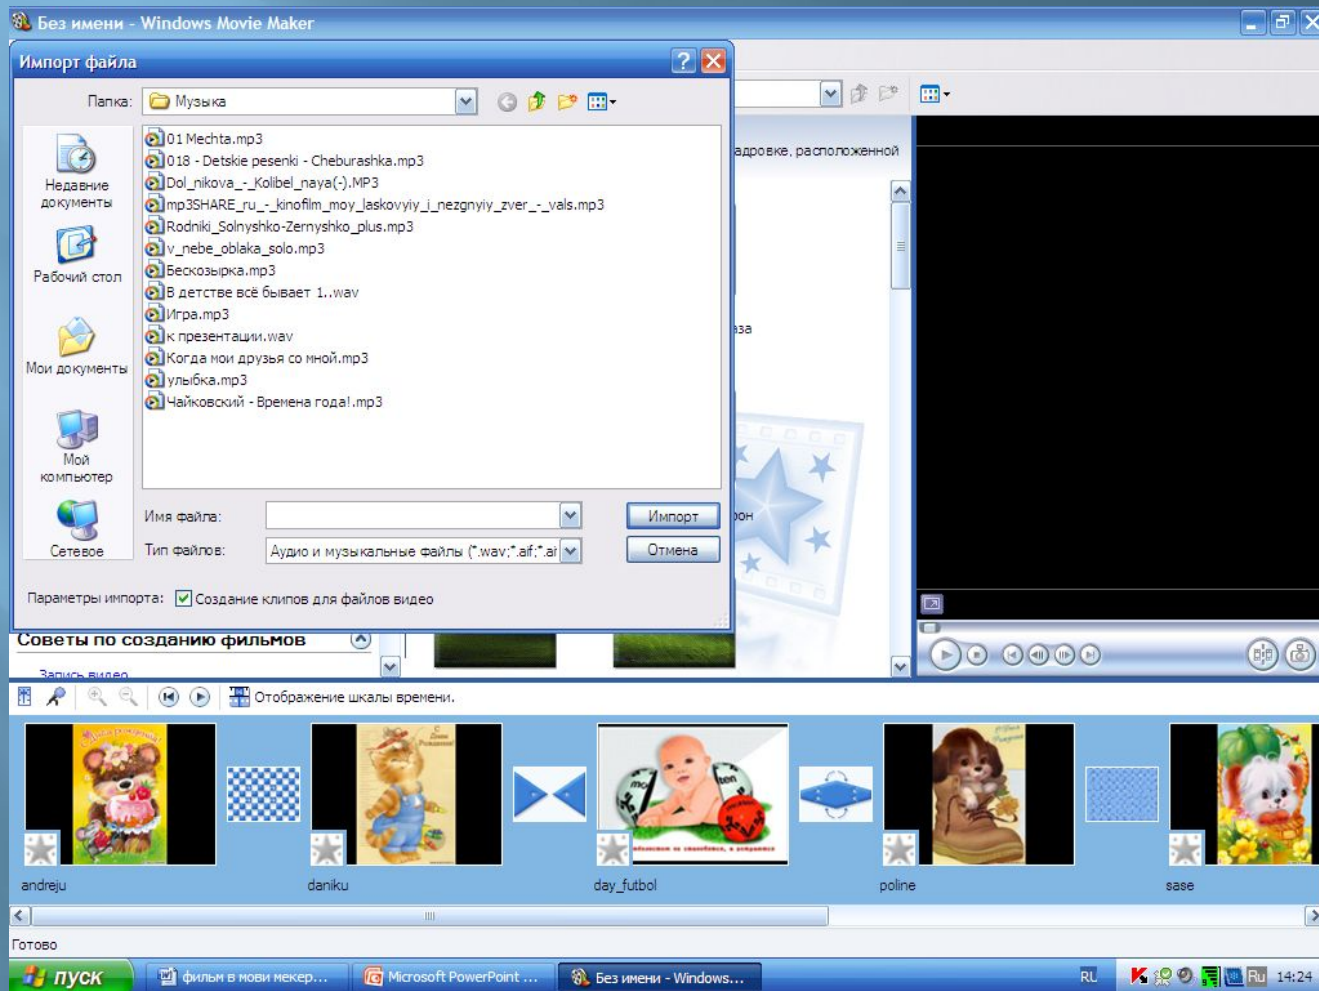 Без имени - Windows Movie Maker
Импорт файла
Папка: Музыка
адровке, расположенной
Недавние документы
Рабочий стол
Мои документы
Мой компьютер
Сетевое
01 Mechta.mp3
018 - Detskie pesenki - Cheburashka.mp3
Dol_nikova_-_Kolibel_naya(-).MP3
mp3SHARE_ru_-_kinofilm_moy_laskovyiy_i_nezgnyiy_zver_-_vals.mp3
Rodniki_Solnyshko-Zernyshko_plus.mp3
v_nebe_oblaka_solo.mp3
Бескозырка.mp3
В детстве всё бывает 1..wav
Игра.mp3
к презентации.wav
Когда мои друзья со мной.mp3
улыбка.mp3
Чайковский - Времена года!.mp3
аза
рон
Имя файла:
Импорт
Тип файлов: Аудио и музыкальные файлы (*.wav;*.aif;*.ai
Отмена
Параметры импорта: Создание клипов для файлов видео
Советы по созданию фильмов
Запись видео
Отображение шкалы времени.
С Днем Рождения!
andreju
daniku
day_futbol
poline
sase
Готово
пуск
фильм в мови мекер...
Microsoft PowerPoint ...
Без имени - Windows...
RL
Ru
14:24